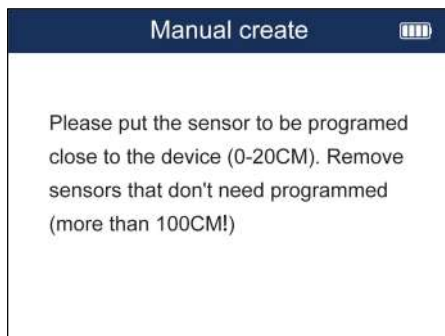 Manual create
Please put the sensor to be programed
close to the device (0-20CM). Remove
sensors that don't need programmed
(more than 100CM!)